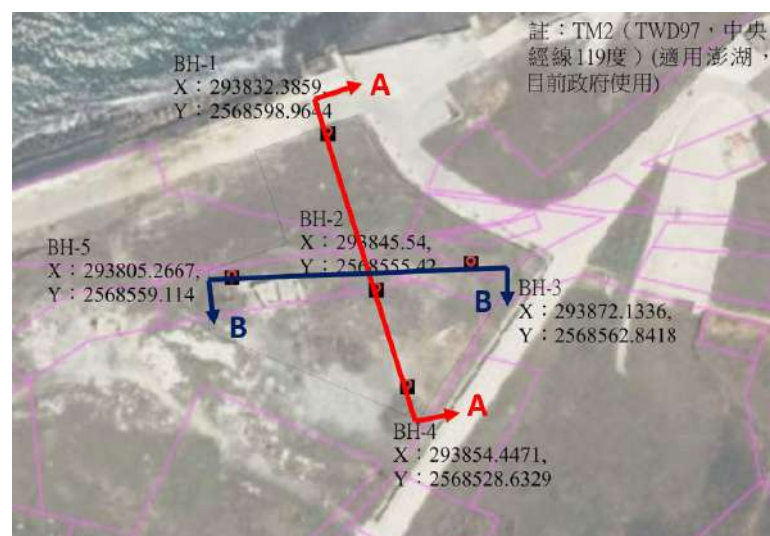 註：TM2（TWD97，中央
經線119度）(適用澎湖，
目前政府使用)
BH-1
X：293832.3859,
Y：2568598.9644
A
BH-2
X：293845.54,
Y：2568555.42
BH-5
X：293805.2667,
Y：2568559.114
B
B
BH-3
X：293872.1336,
Y：2568562.8418
A
BH-4
X：293854.4471,
Y：2568528.6329